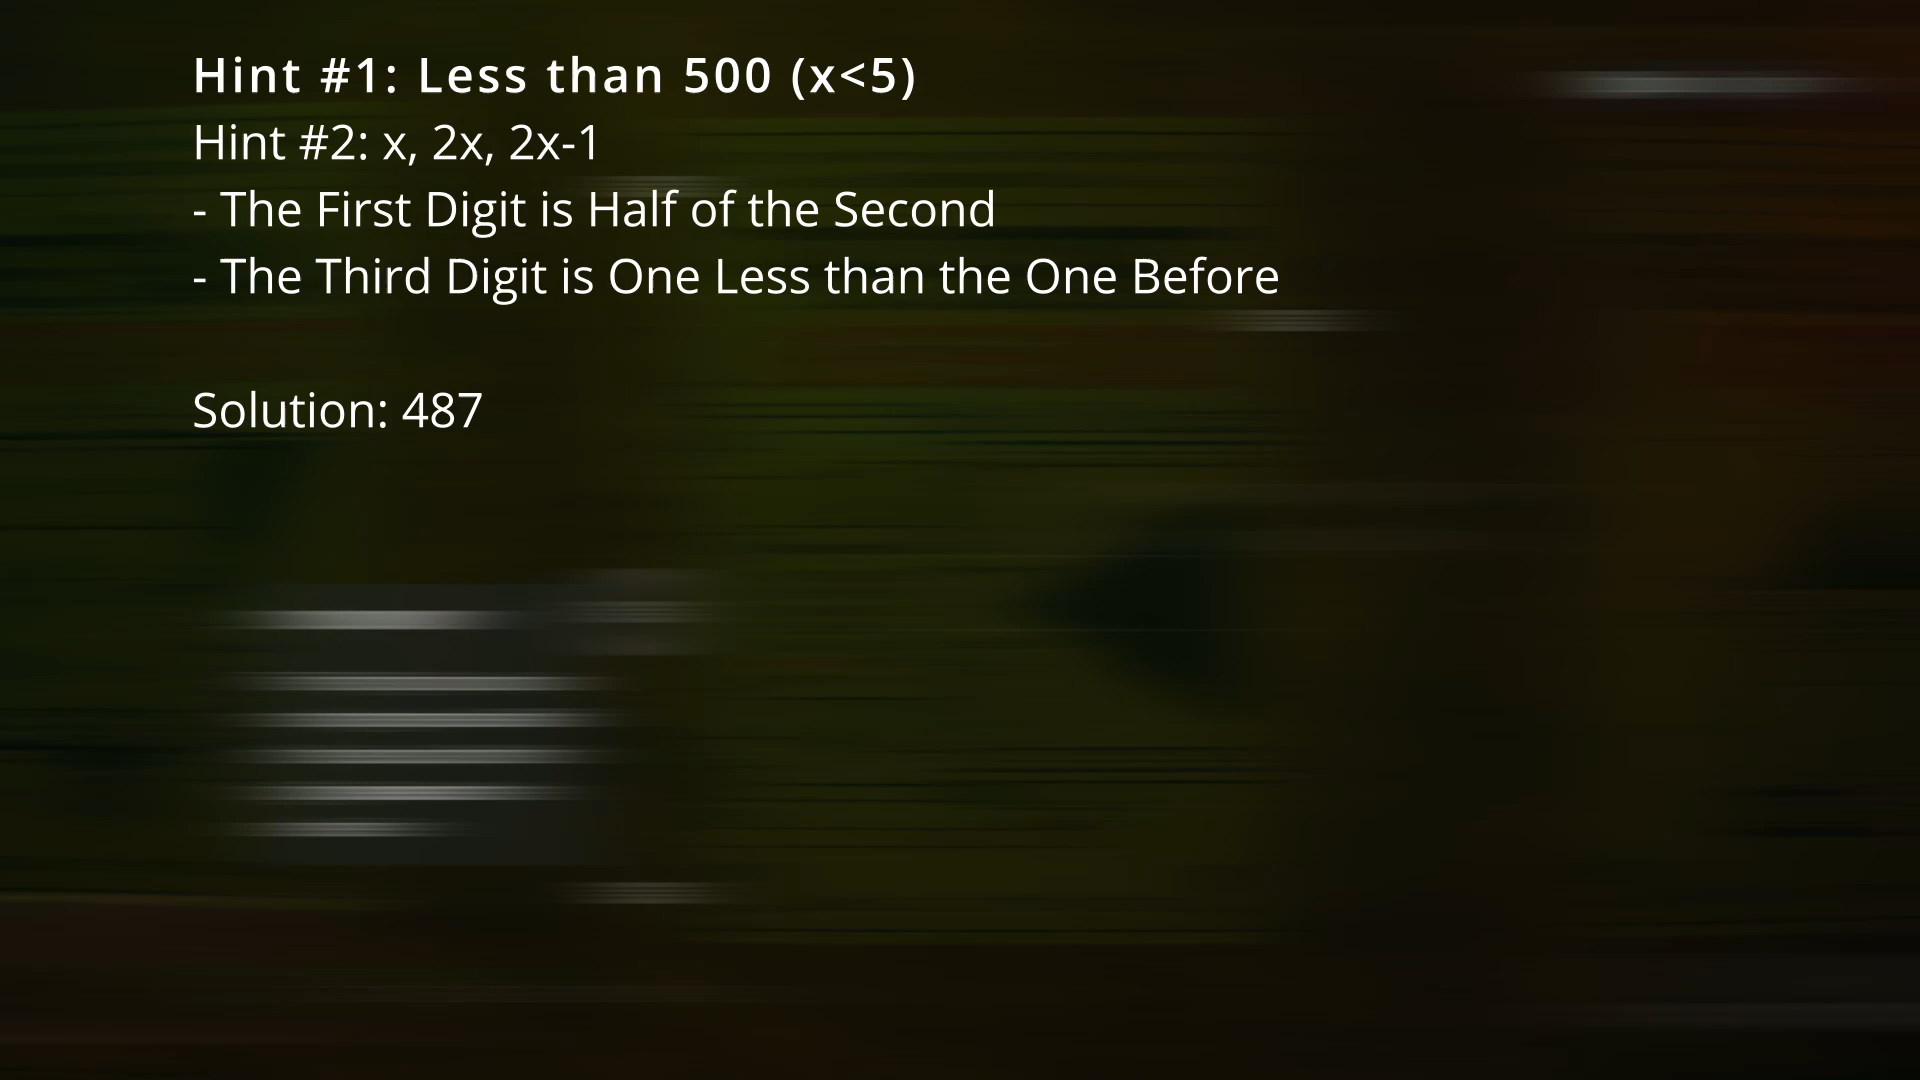 Hint #1: Less than 500 (x<5)
Hint #2: x, 2x, 2x-1
- The First Digit is Half of the Second
- The Third Digit is One Less than the One Before
Solution: 487